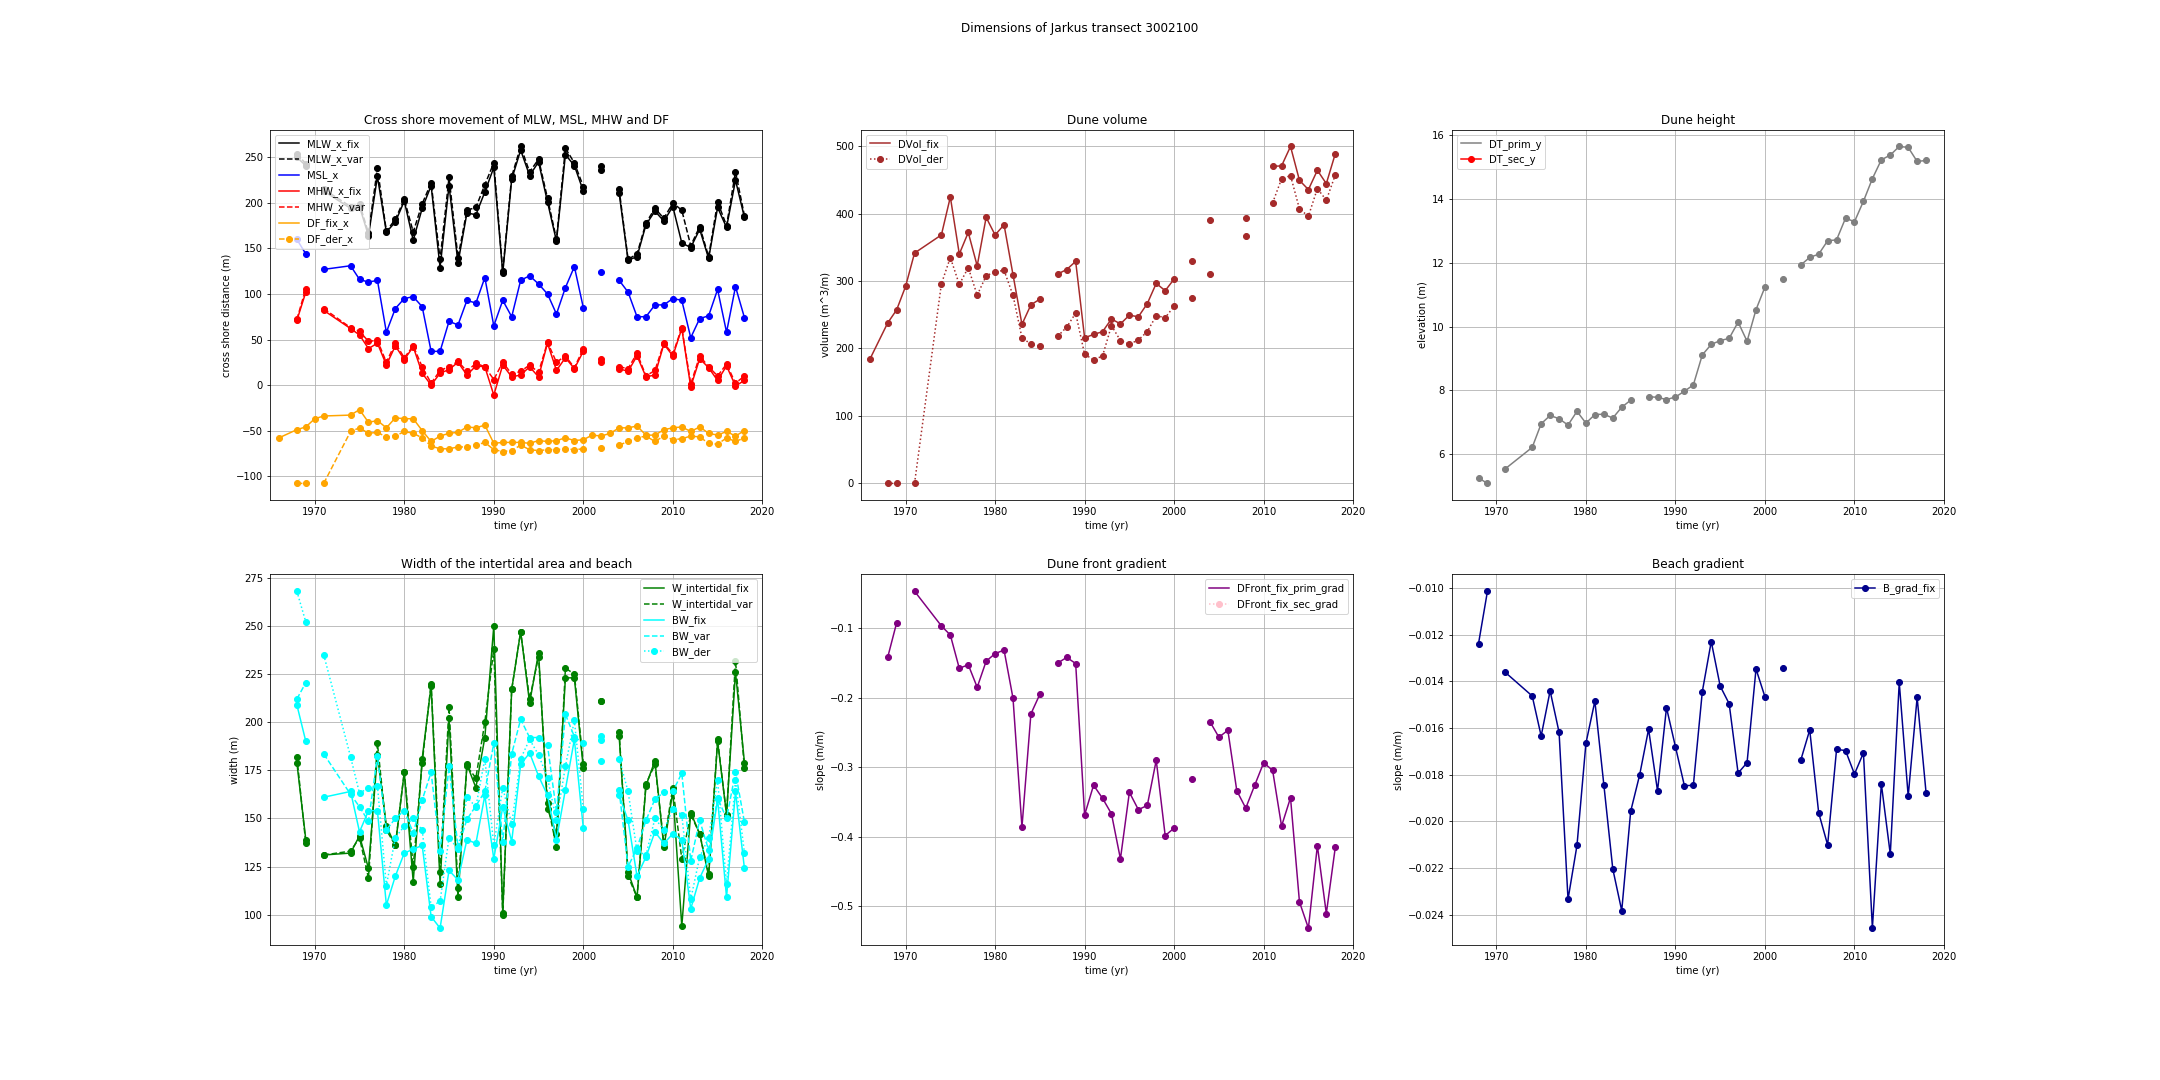 Dimensions of Jarkus transect 3002100
Cross shore movement of MLW, MSL, MHW and DF
MLW_x_fix
MLW_x_var
MSL_x
MHW_x_fix
MHW_x_var
DF_fix_x
DF_der_x
cross shore distance (m)
250
200
150
100
50
0
−50
−100
1970 1980 1990 2000 2010 2020
time (yr)
Dune volume
DVol_fix
DVol_der
volume (m^3/m)
500
400
300
200
100
0
1970 1980 1990 2000 2010 2020
time (yr)
Dune height
DT_prim_y
DT_sec_y
elevation (m)
16
14
12
10
8
6
1970 1980 1990 2000 2010 2020
time (yr)
Width of the intertidal area and beach
W_intertidal_fix
W_intertidal_var
BW_fix
BW_var
BW_der
width (m)
275
250
225
200
175
150
125
100
1970 1980 1990 2000 2010 2020
time (yr)
Dune front gradient
DFront_fix_prim_grad
DFront_fix_sec_grad
slope (m/m)
−0.1
−0.2
−0.3
−0.4
−0.5
1970 1980 1990 2000 2010 2020
time (yr)
Beach gradient
B_grad_fix
slope (m/m)
−0.010
−0.012
−0.014
−0.016
−0.018
−0.020
−0.022
−0.024
1970 1980 1990 2000 2010 2020
time (yr)